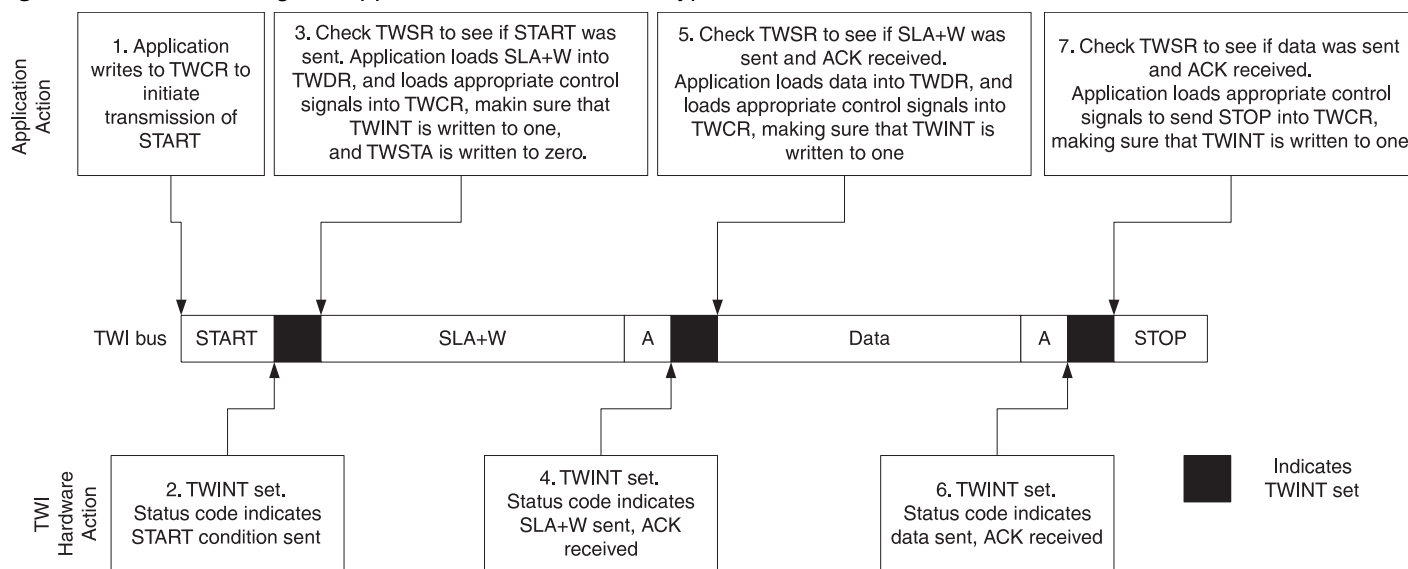 Application
Action
1. Application
writes to TWCR to
initiate
transmission of
START
3. Check TWSR to see if START was
sent. Application loads SLA+W into
TWDR, and loads appropriate control
signals into TWCR, makin sure that
TWINT is written to one,
and TWSTA is written to zero.
5. Check TWSR to see if SLA+W was
sent and ACK received.
Application loads data into TWDR, and
loads appropriate control signals into
TWCR, making sure that TWINT is
written to one
7. Check TWSR to see if data was sent
and ACK received.
Application loads appropriate control
signals to send STOP into TWCR,
making sure that TWINT is written to one
TWI bus
START
SLA+W
A
Data
A
STOP
TWI
Hardware
Action
2. TWINT set.
Status code indicates
START condition sent
4. TWINT set.
Status code indicates
SLA+W sent, ACK
received
6. TWINT set.
Status code indicates
data sent, ACK received
Indicates
TWINT set